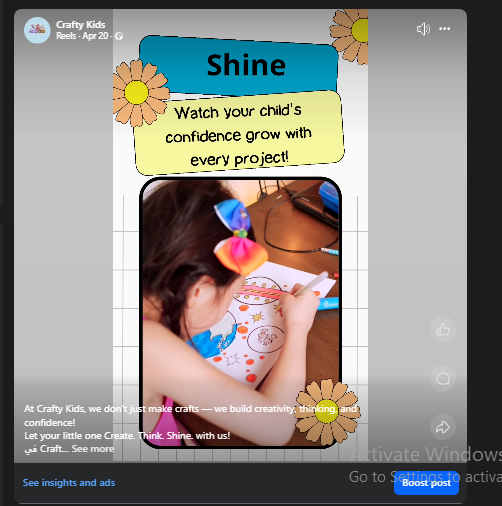 Crafty Kids
Reels · Apr 20 ·
Shine
Watch your child's
confidence grow with
every project!
At Crafty Kids, we don't just make crafts — we build creativity, thinking, and
confidence!
Let your little one Create. Think. Shine. with us!
في Craft... See more
Activate Windows
Go to Settings to activa
See insights and ads
Boost post